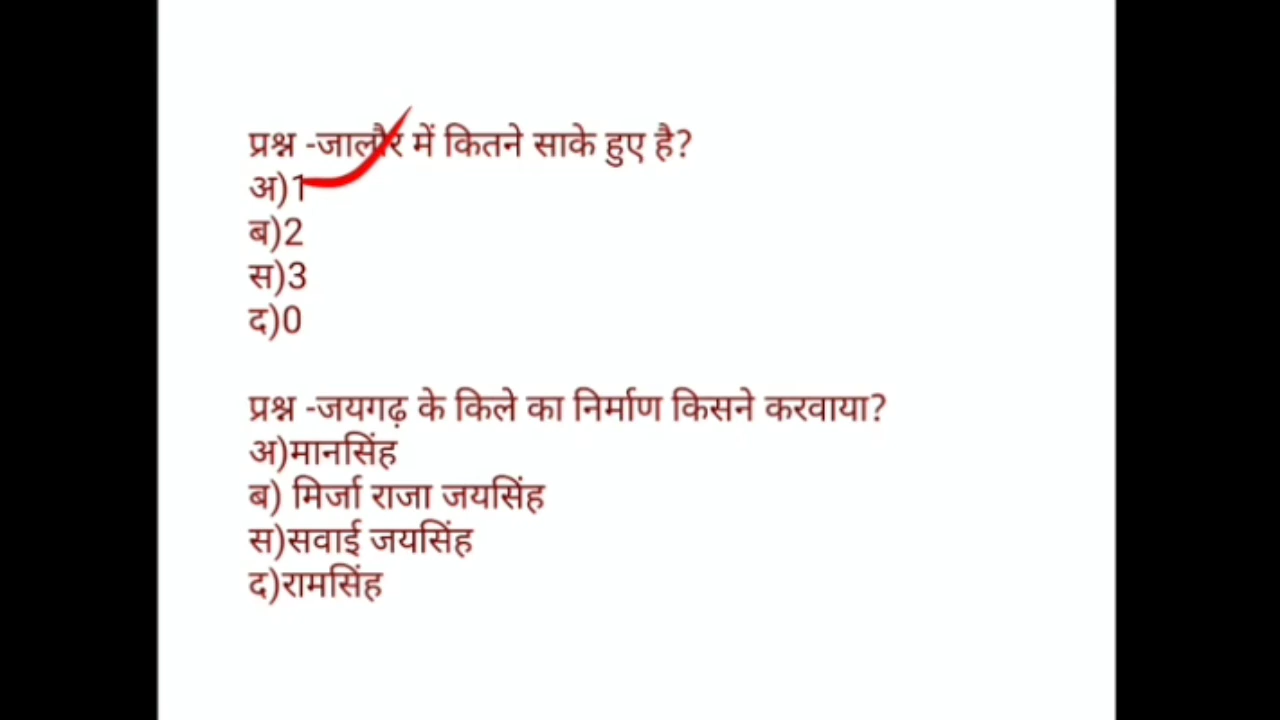 प्रश्न -जालौर में कितने साके हुए है?
अ)1
ब)2
स)3
द)0
प्रश्न -जयगढ़ के किले का निर्माण किसने करवाया?
अ)मानसिंह
ब) मिर्जा राजा जयसिंह
स)सवाई जयसिंह
द)रामसिंह